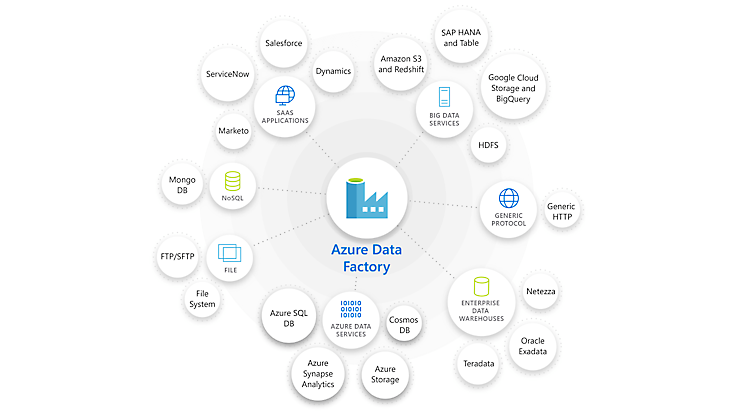 SAP HANA
and Table
Salesforce
Amazon S3
and Redshift
Dynamics
ServiceNow
Google Cloud
Storage and
BigQuery
SAAS
APPLICATIONS
BIG DATA
SERVICES
Marketo
HDFS
Mongo
DB
NoSQL
Generic
HTTP
GENERIC
PROTOCOL
Azure Data
Factory
FTP/SFTP
FILE
File
System
Netezza
ENTERPRISE
DATA
WAREHOUSES
Azure SQL
DB
010101
010101
101010
AZURE DATA
SERVICES
Cosmos
DB
Oracle
Exadata
Teradata
Azure
Synapse
Analytics
Azure
Storage